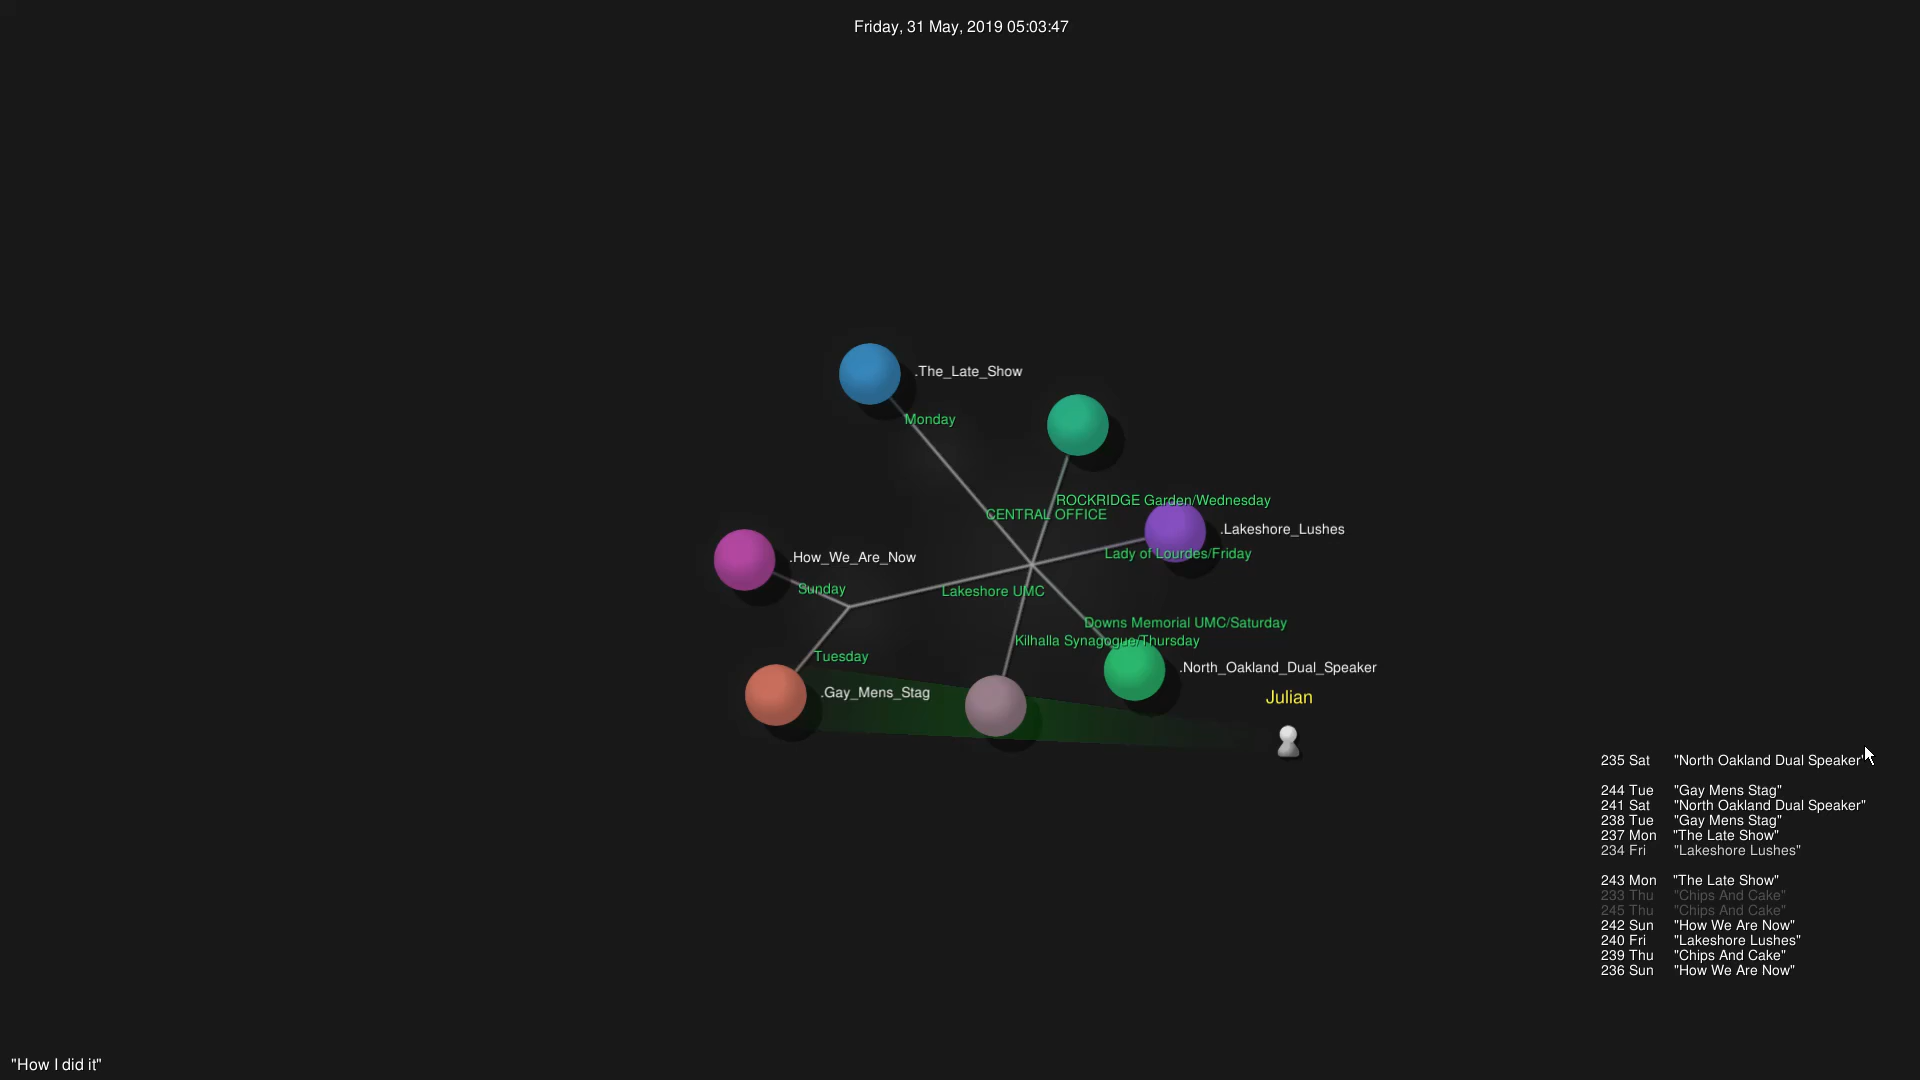 Friday, 31 May, 2019 05:03:47
.The_Late_Show
Monday
ROCKRIDGE Garden/Wednesday
CENTRAL OFFICE
.Lakeshore_Lushes
Lady of Lourdes/Friday
.How_We_Are_Now
Sunday
Lakeshore UMC
Downs Memorial UMC/Saturday
Kilhalla Synagogue/Thursday
Tuesday
.North_Oakland_Dual_Speaker
.Gay_Mens_Stag
Julian
235 Sat "North Oakland Dual Speaker"
244 Tue "Gay Mens Stag"
241 Sat "North Oakland Dual Speaker"
238 Tue "Gay Mens Stag"
237 Mon "The Late Show"
234 Fri "Lakeshore Lushes"
243 Mon "The Late Show"
233 Thu "Chips And Cake"
245 Thu "Chips And Cake"
242 Sun "How We Are Now"
240 Fri "Lakeshore Lushes"
239 Thu "Chips And Cake"
236 Sun "How We Are Now"
"How I did it"